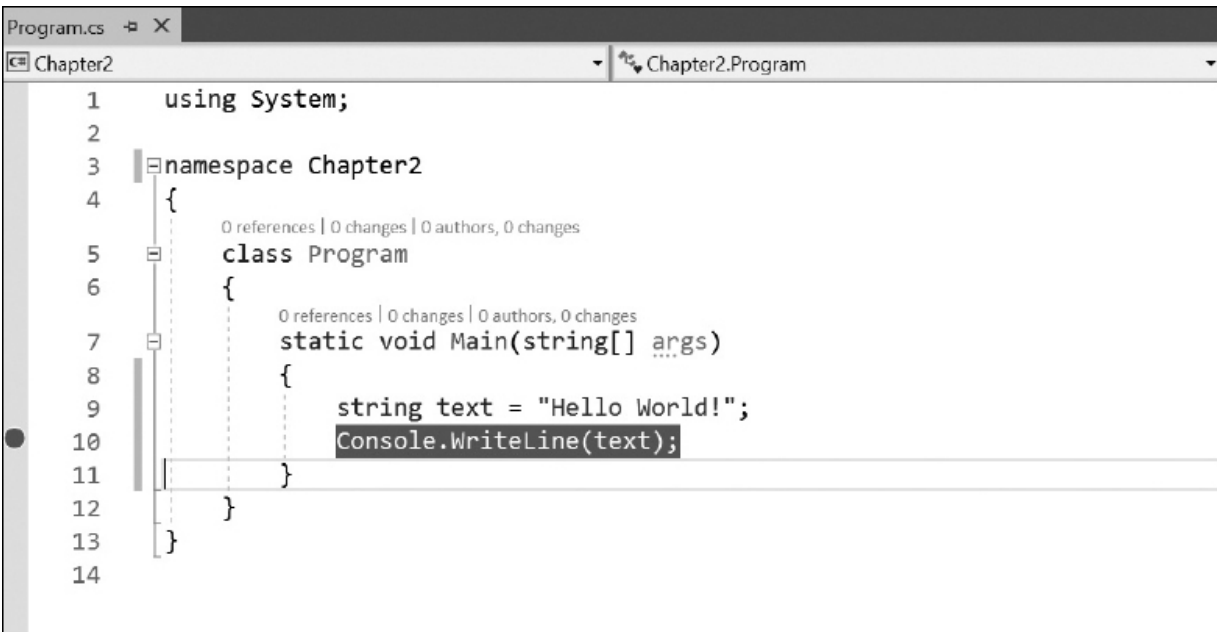 Program.cs
C# Chapter2 Chapter2.Program
1 using System;
2
3 namespace Chapter2
4 {
0 references | 0 changes | 0 authors, 0 changes
5 class Program
6 {
0 references | 0 changes | 0 authors, 0 changes
7 static void Main(string[] args)
8 {
9 string text = "Hello World!";
10 Console.WriteLine(text);
11 }
12 }
13 }
14